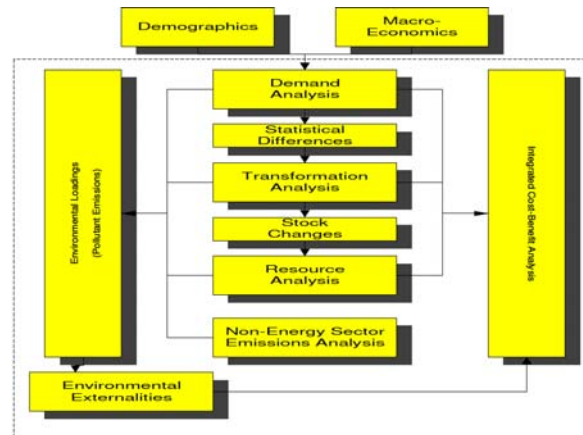 Demographics
Macro-
Economics
Demand
Analysis
Statistical
Differences
Transformation
Analysis
Stock
Changes
Resource
Analysis
Non-Energy Sector
Emissions Analysis
Environmental Loadings
(Pollutant Emissions)
Integrated Cost-Benefit Analysis
Environmental
Externalities